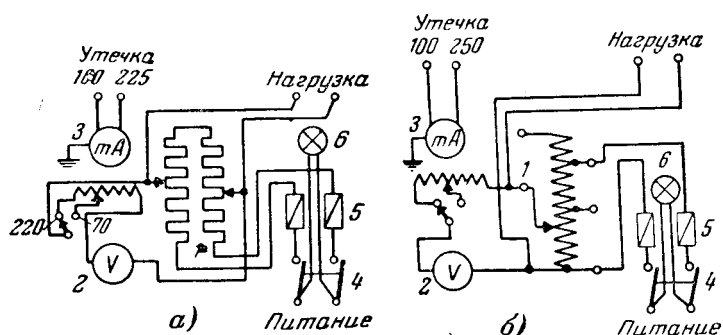 Утечка
160 225
Нагрузка
3
mA
6
220
70
5
2
V
4
а)
Питание
Утечка
100 250
Нагрузка
3
mA
1
6
5
2
V
4
б)
Питание